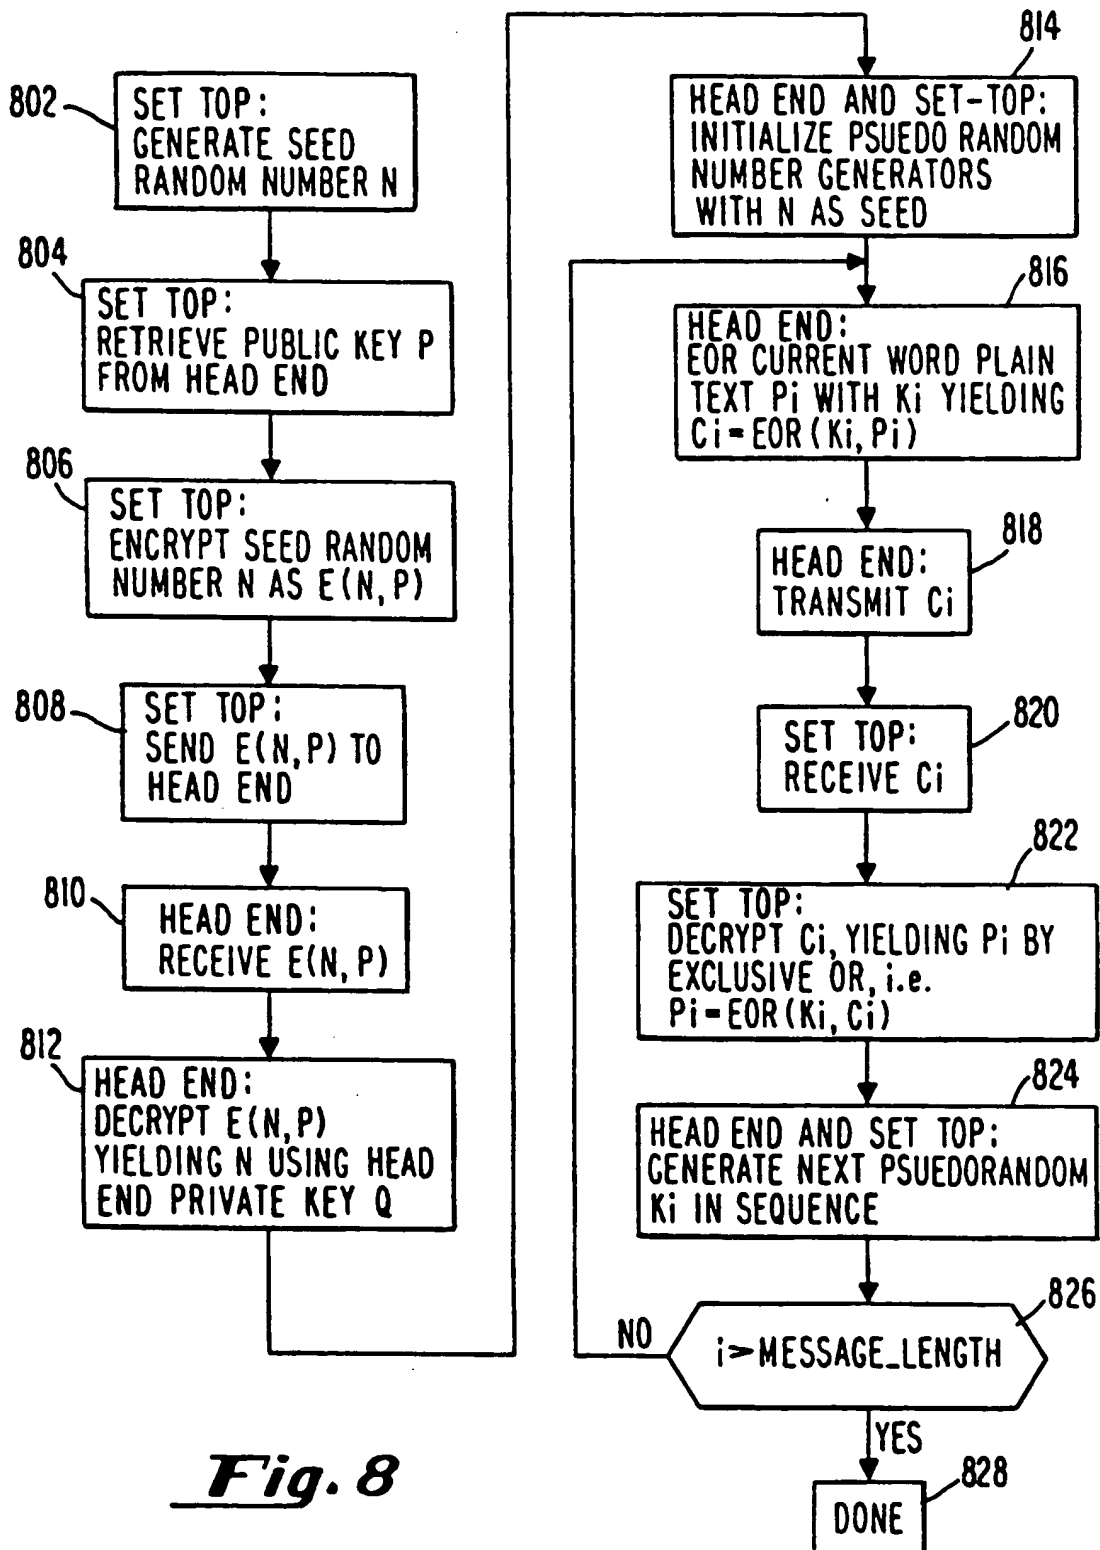 802
SET TOP:
GENERATE SEED
RANDOM NUMBER N
804
SET TOP:
RETRIEVE PUBLIC KEY P
FROM HEAD END
806
SET TOP:
ENCRYPT SEED RANDOM
NUMBER N AS E(N,P)
808
SET TOP:
SEND E(N,P) TO
HEAD END
810
HEAD END:
RECEIVE E(N,P)
812
HEAD END:
DECRYPT E(N,P)
YIELDING N USING HEAD
END PRIVATE KEY Q
814
HEAD END AND SET-TOP:
INITIALIZE PSUEDO RANDOM
NUMBER GENERATORS
WITH N AS SEED
816
HEAD END:
EOR CURRENT WORD PLAIN
TEXT Pi WITH Ki YIELDING
Ci=EOR(Ki,Pi)
818
HEAD END:
TRANSMIT Ci
820
SET TOP:
RECEIVE Ci
822
SET TOP:
DECRYPT Ci, YIELDING Pi BY
EXCLUSIVE OR, i.e.
Pi=EOR(Ki,Ci)
824
HEAD END AND SET TOP:
GENERATE NEXT PSUEDORANDOM
Ki IN SEQUENCE
826
i>MESSAGE_LENGTH
NO
YES
828
DONE
Fig. 8